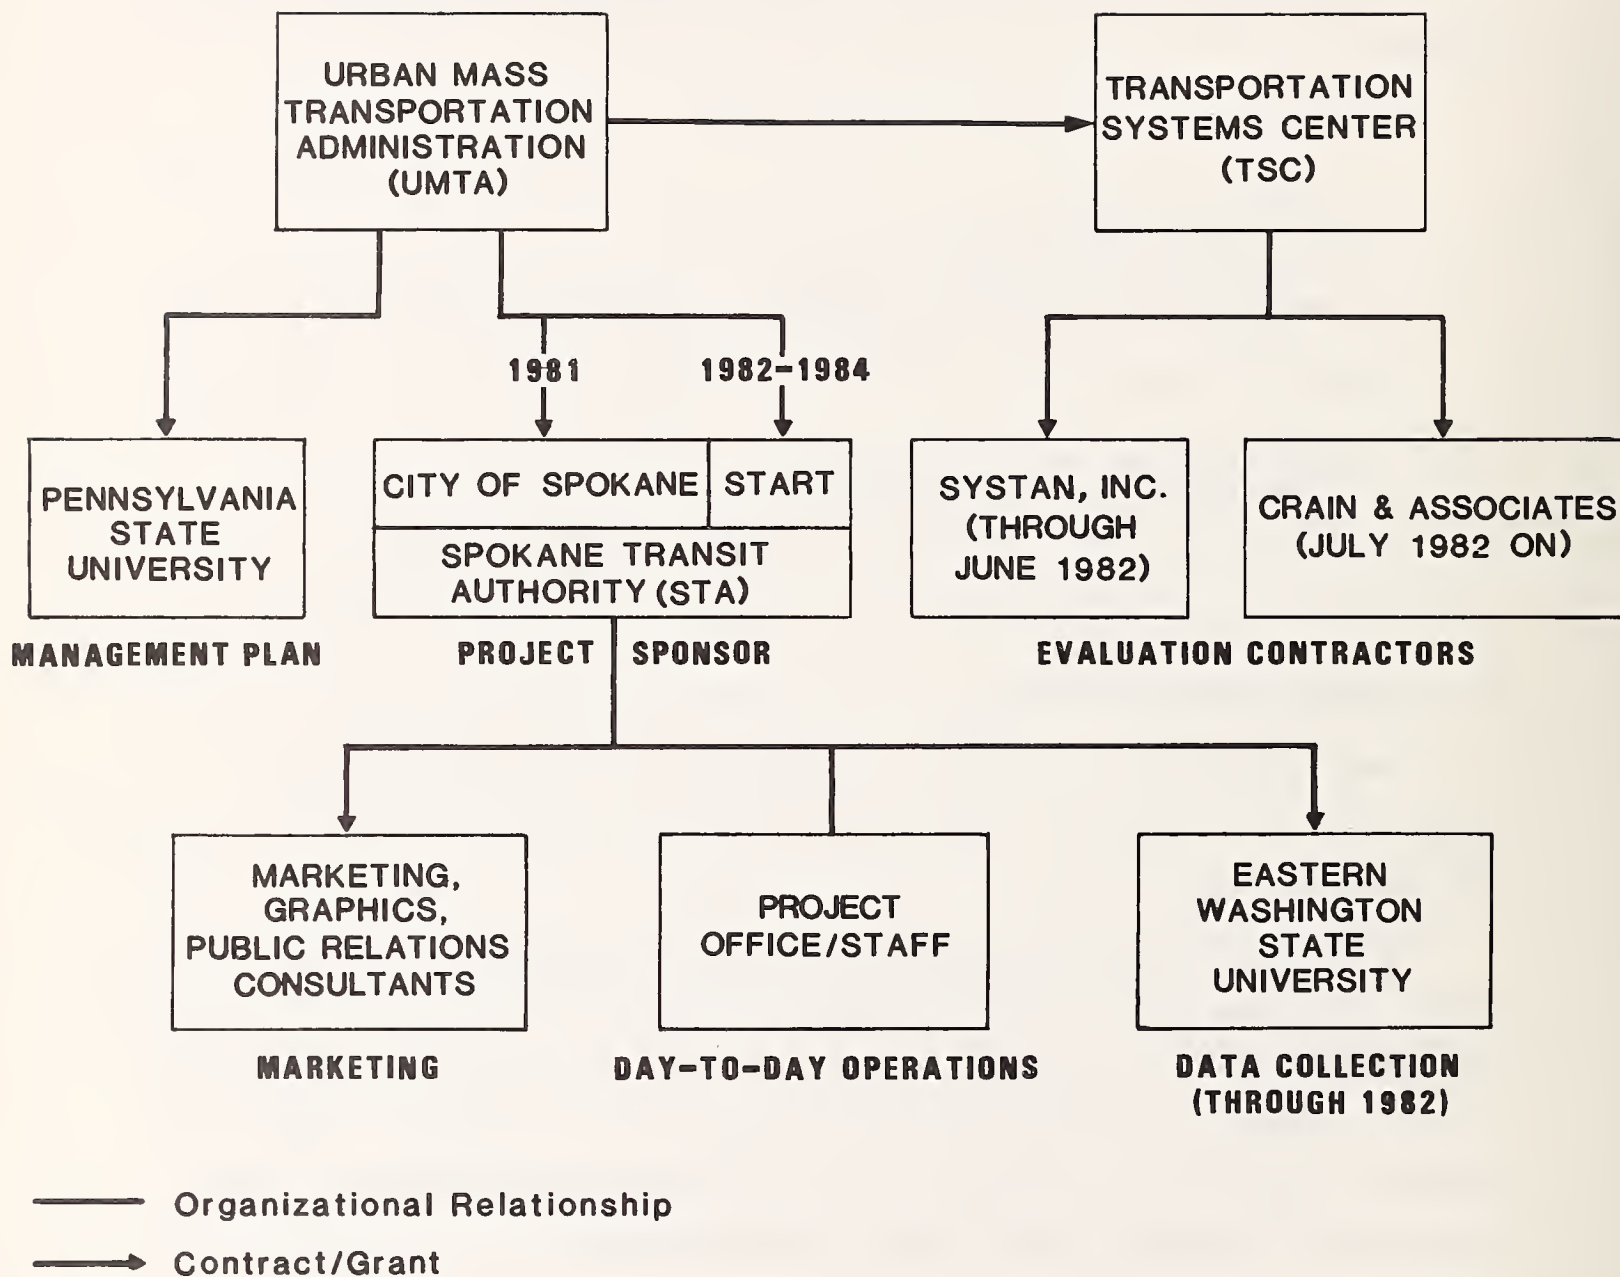 URBAN MASS
TRANSPORTATION
ADMINISTRATION
(UMTA)
TRANSPORTATION
SYSTEMS CENTER
(TSC)
1981
1982-1984
PENNSYLVANIA
STATE
UNIVERSITY
MANAGEMENT PLAN
CITY OF SPOKANE
START
SPOKANE TRANSIT
AUTHORITY (STA)
PROJECT SPONSOR
SYSTAN, INC.
(THROUGH
JUNE 1982)
CRAIN & ASSOCIATES
(JULY 1982 ON)
EVALUATION CONTRACTORS
MARKETING,
GRAPHICS,
PUBLIC RELATIONS
CONSULTANTS
MARKETING
PROJECT
OFFICE/STAFF
DAY-TO-DAY OPERATIONS
EASTERN
WASHINGTON
STATE
UNIVERSITY
DATA COLLECTION
(THROUGH 1982)
Organizational Relationship
Contract/Grant